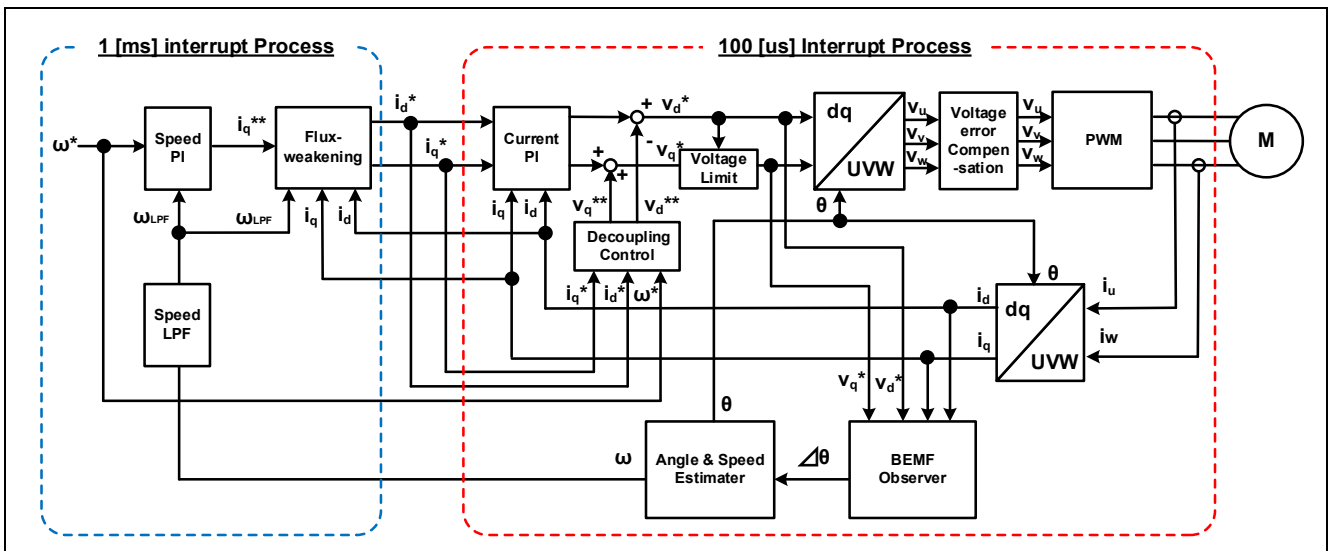 1 [ms] interrupt Process
100 [us] Interrupt Process
ω*
Speed
PI
iq**
Flux-
weakening
id*
iq*
Current
PI
+
vd*
-
+
+
vq*
Voltage
Limit
dq
UVW
vu
vv
vw
Voltage
error
Compen
-sation
vu
vv
vw
PWM
M
ωLPF
ωLPF
iq
id
iq
id
vq**
vd**
Decoupling
Control
iq*
id*
ω*
θ
θ
Speed
LPF
id
iq
dq
UVW
iu
iw
vq*
vd*
θ
ω
Angle & Speed
Estimater
⊿θ
BEMF
Observer